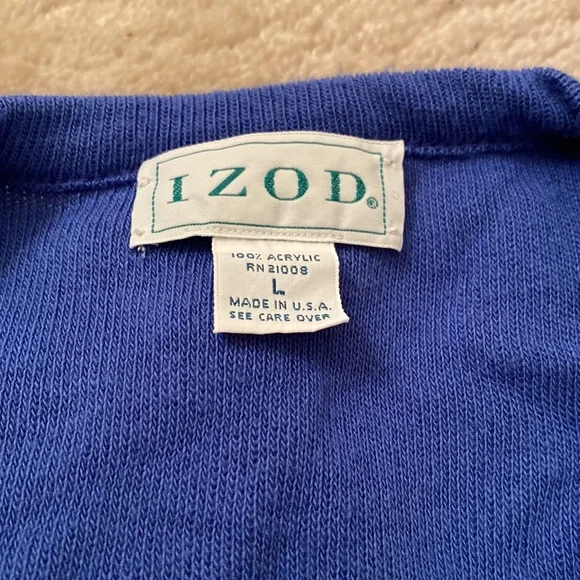 IZOD®
100% ACRYLIC
RN 21008
L
MADE IN U.S.A.
SEE CARE OVER